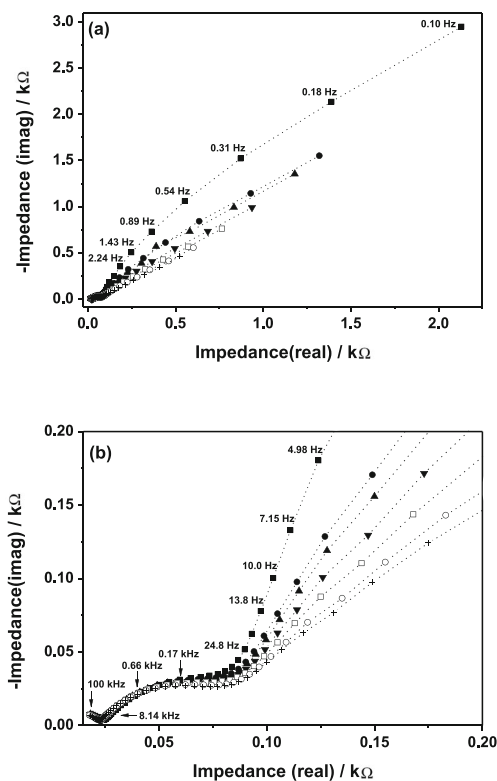 (a)
3.0
2.5
2.0
1.5
1.0
0.5
0.0
-Impedance (imag) / kΩ
0.10 Hz
0.18 Hz
0.31 Hz
0.54 Hz
0.89 Hz
1.43 Hz
2.24 Hz
0.0 0.5 1.0 1.5 2.0
Impedance(real) / kΩ
(b)
0.20
0.15
0.10
0.05
0.00
-Impedance(imag) / kΩ
4.98 Hz
7.15 Hz
10.0 Hz
13.8 Hz
24.8 Hz
0.17 kHz
0.66 kHz
100 kHz
8.14 kHz
0.05 0.10 0.15 0.20
Impedance (real) / kΩ